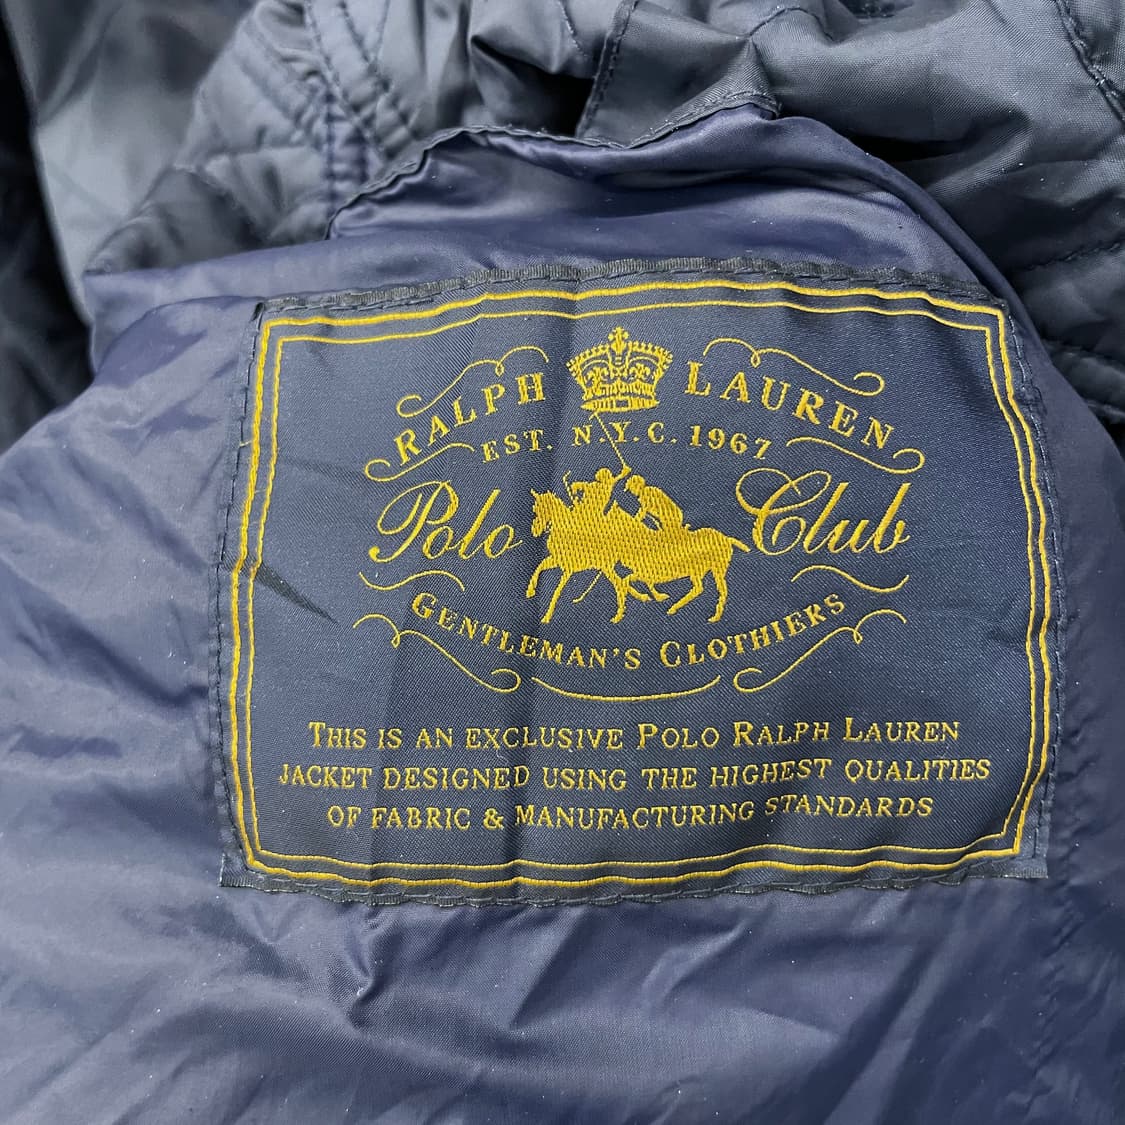 RALPH LAUREN
EST. N.Y.C. 1967
Polo Club
GENTLEMAN'S CLOTHIERS
THIS IS AN EXCLUSIVE POLO RALPH LAUREN
JACKET DESIGNED USING THE HIGHEST QUALITIES
OF FABRIC & MANUFACTURING STANDARDS